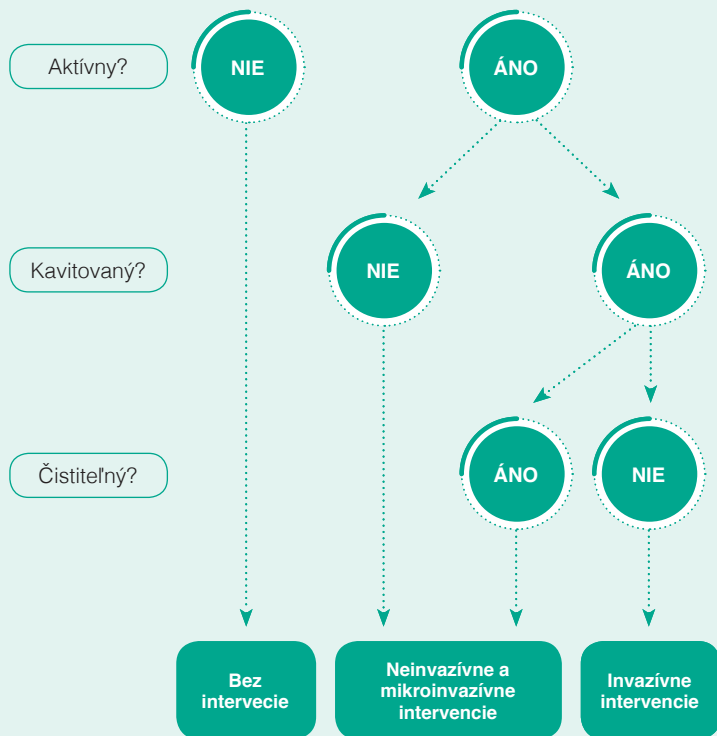 Aktívny?
NIE
ÁNO
Kavitovaný?
NIE
ÁNO
Čistiteľný?
ÁNO
NIE
Bez
intervecie
Neinvazívne a
mikroinvazívne
intervencie
Invazívne
intervencie